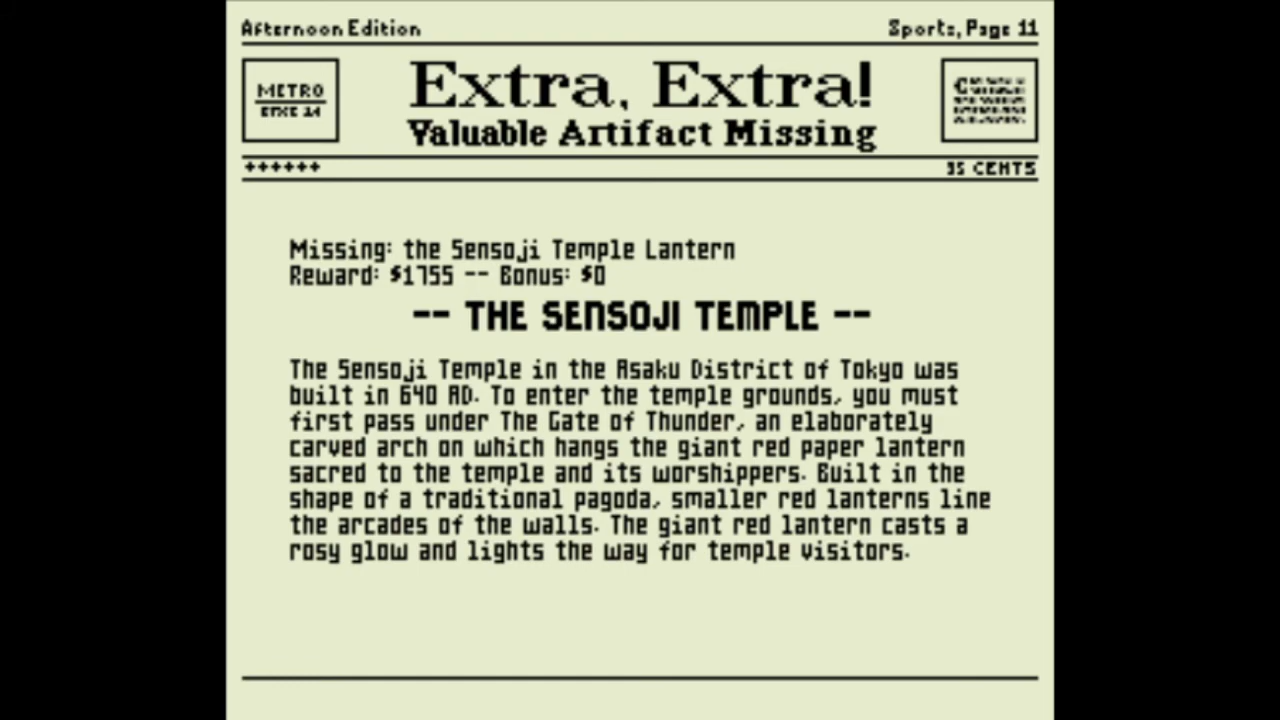 Afternoon Edition
Sports, Page 11
METRO
Extra, Extra!
Valuable Artifact Missing
++++++
35 CENTS
Missing: the Sensoji Temple Lantern
Reward: $1755 -- Bonus: $0
-- THE SENSOJI TEMPLE --
The Sensoji Temple in the Asaku District of Tokyo was
built in 640 AD. To enter the temple grounds, you must
first pass under The Gate of Thunder, an elaborately
carved arch on which hangs the giant red paper lantern
sacred to the temple and its worshippers. Built in the
shape of a traditional pagoda, smaller red lanterns line
the arcades of the walls. The giant red lantern casts a
rosy glow and lights the way for temple visitors.